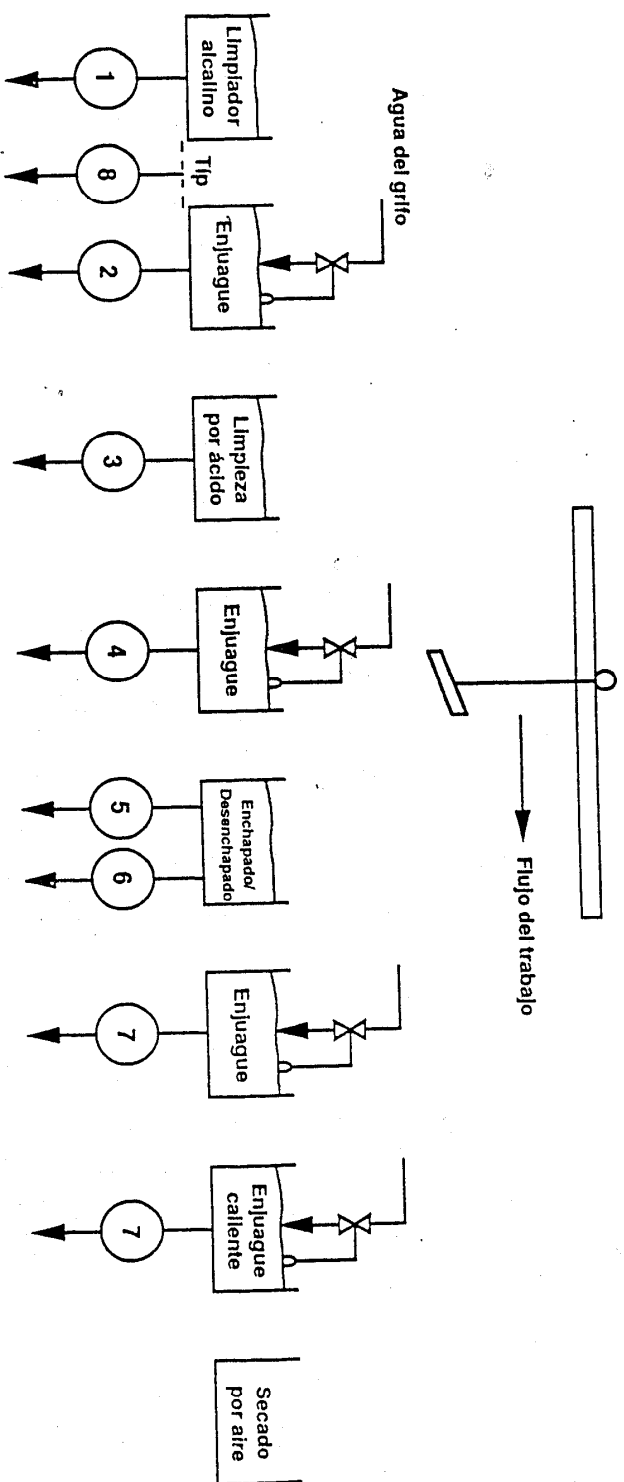 Agua del grifo
Flujo del trabajo
Limpiador
alcalino
Típ
Enjuague
Limpieza
por ácido
Enjuague
Enchapado/
Desenchapado
Enjuague
Enjuague
caliente
Secado
por aire
1
8
2
3
4
5
6
7
7